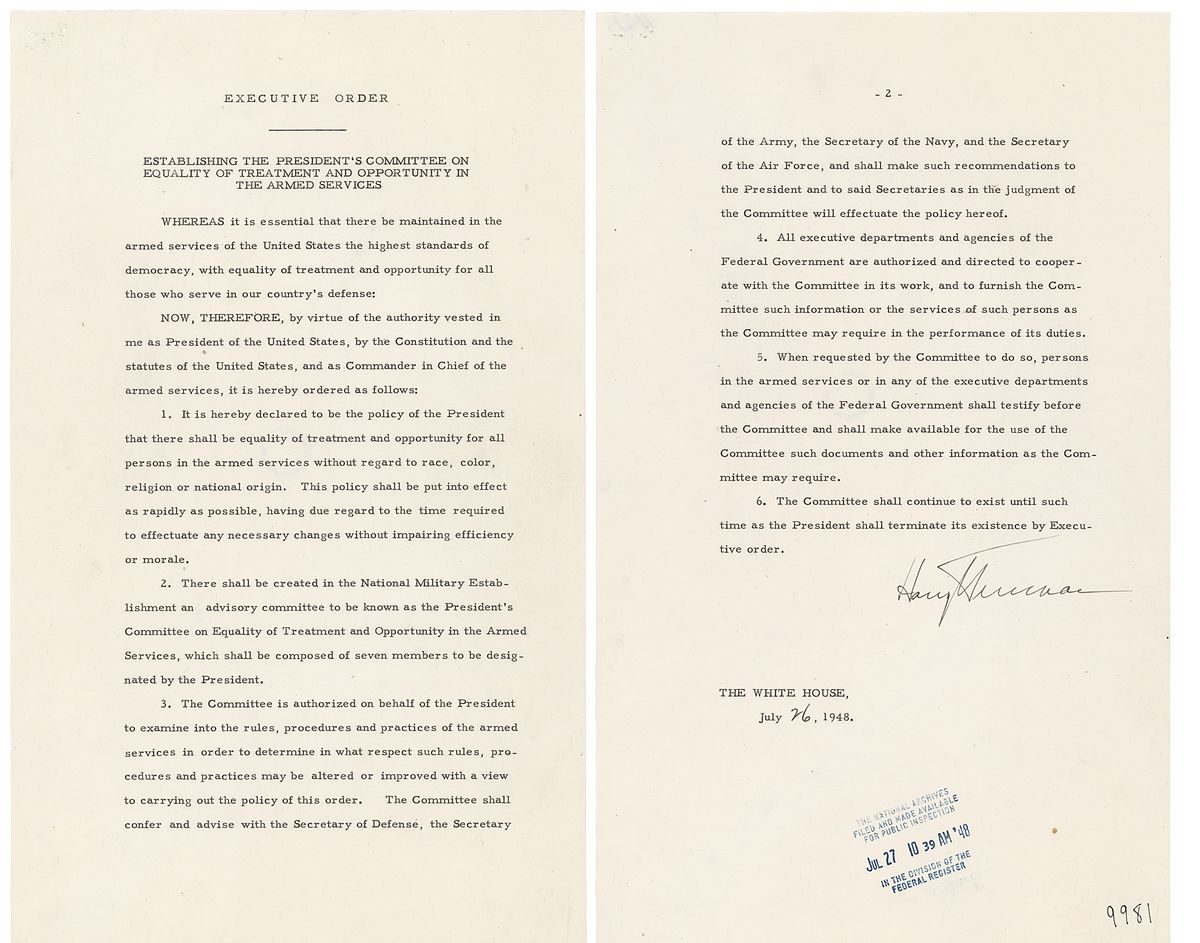 EXECUTIVE ORDER
ESTABLISHING THE PRESIDENT'S COMMITTEE ON
EQUALITY OF TREATMENT AND OPPORTUNITY IN
THE ARMED SERVICES
WHEREAS it is essential that there be maintained in the
armed services of the United States the highest standards of
democracy, with equality of treatment and opportunity for all
those who serve in our country's defense:
NOW, THEREFORE, by virtue of the authority vested in
me as President of the United States, by the Constitution and the
statutes of the United States, and as Commander in Chief of the
armed services, it is hereby ordered as follows:
1. It is hereby declared to be the policy of the President
that there shall be equality of treatment and opportunity for all
persons in the armed services without regard to race, color,
religion or national origin. This policy shall be put into effect
as rapidly as possible, having due regard to the time required
to effectuate any necessary changes without impairing efficiency
or morale.
2. There shall be created in the National Military Estab-
lishment an advisory committee to be known as the President's
Committee on Equality of Treatment and Opportunity in the Armed
Services, which shall be composed of seven members to be desig-
nated by the President.
3. The Committee is authorized on behalf of the President
to examine into the rules, procedures and practices of the armed
services in order to determine in what respect such rules, pro-
cedures and practices may be altered or improved with a view
to carrying out the policy of this order. The Committee shall
confer and advise with the Secretary of Defense, the Secretary
- 2 -
of the Army, the Secretary of the Navy, and the Secretary
of the Air Force, and shall make such recommendations to
the President and to said Secretaries as in the judgment of
the Committee will effectuate the policy hereof.
4. All executive departments and agencies of the
Federal Government are authorized and directed to cooper-
ate with the Committee in its work, and to furnish the Com-
mittee such information or the services of such persons as
the Committee may require in the performance of its duties.
5. When requested by the Committee to do so, persons
in the armed services or in any of the executive departments
and agencies of the Federal Government shall testify before
the Committee and shall make available for the use of the
Committee such documents and other information as the Com-
mittee may require.
6. The Committee shall continue to exist until such
time as the President shall terminate its existence by Execu-
tive order.
Harry Truman
THE WHITE HOUSE,
July 26, 1948.
THE NATIONAL ARCHIVES
FILED AND MADE AVAILABLE
FOR PUBLIC INSPECTION
JUL 27 10 39 AM '48
IN THE DIVISION OF THE
FEDERAL REGISTER
9981